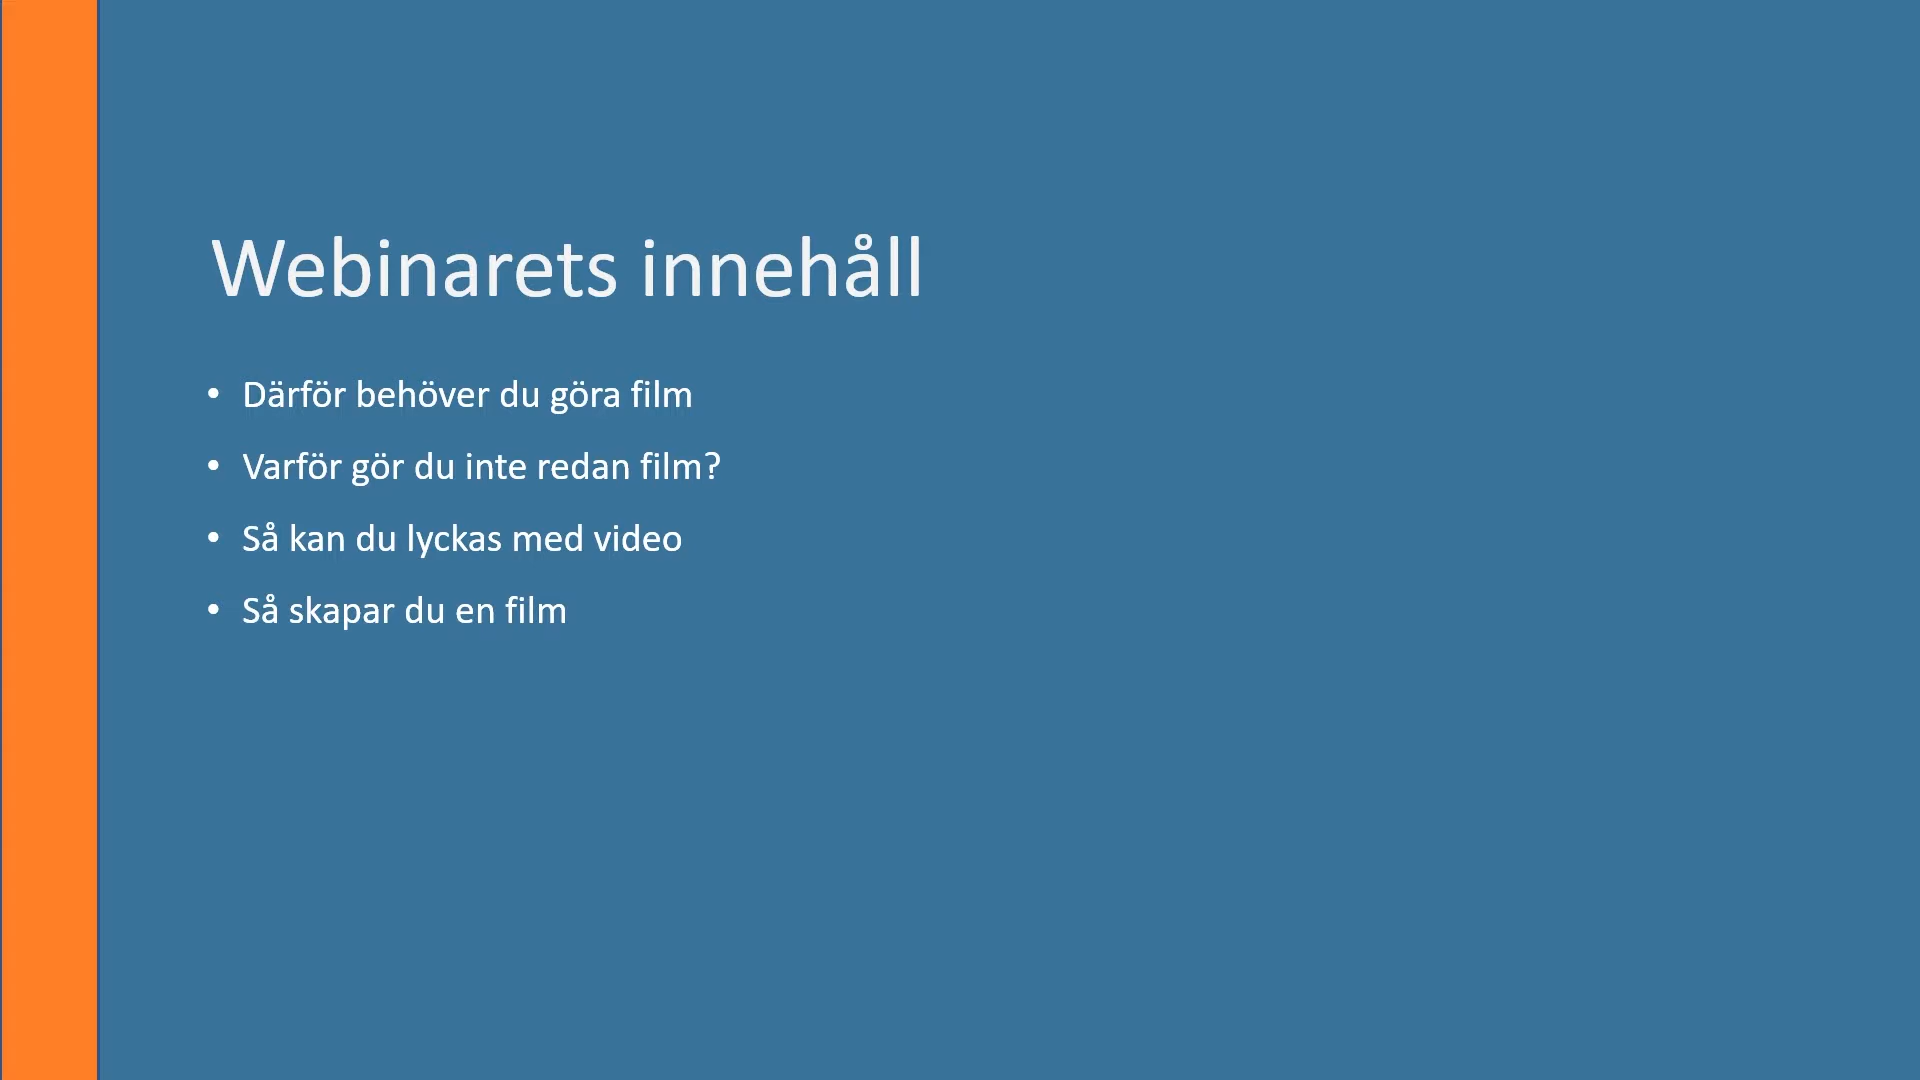 Webinarets innehåll
• Därför behöver du göra film
• Varför gör du inte redan film?
• Så kan du lyckas med video
• Så skapar du en film